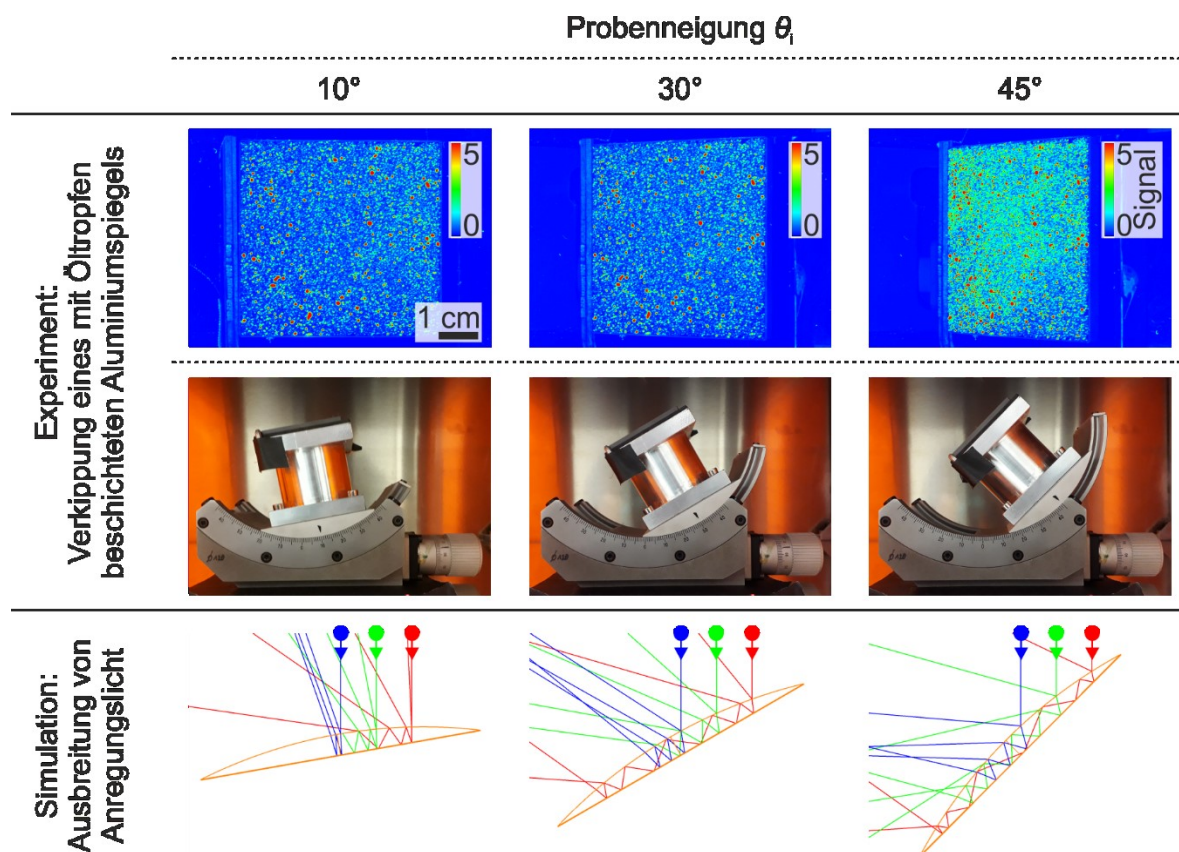 Probenneigung θi
10°
30°
45°
Experiment:
Verkippung eines mit Öltropfen
beschichteten Aluminiumspiegels
5
0
1 cm
5
0
5
0
Signal
Simulation:
Ausbreitung von
Anregungslicht